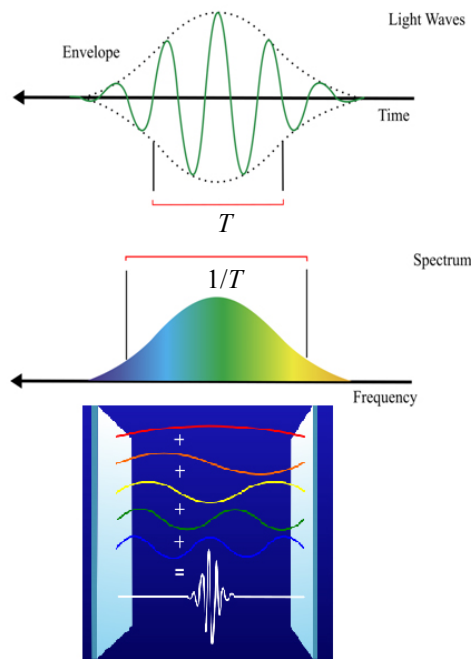 Light Waves
Envelope
Time
T
Spectrum
1/T
Frequency
+
+
+
+
=